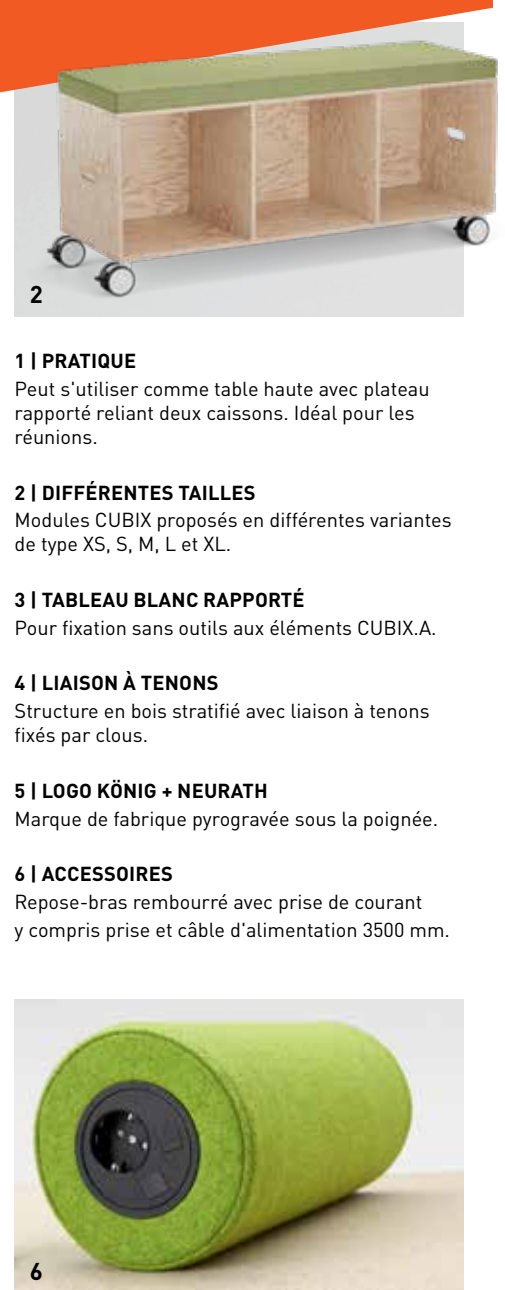 2
1 | PRATIQUE
Peut s'utiliser comme table haute avec plateau
rapporté reliant deux caissons. Idéal pour les
réunions.
2 | DIFFÉRENTES TAILLES
Modules CUBIX proposés en différentes variantes
de type XS, S, M, L et XL.
3 | TABLEAU BLANC RAPPORTÉ
Pour fixation sans outils aux éléments CUBIX.A.
4 | LIAISON À TENONS
Structure en bois stratifié avec liaison à tenons
fixés par clous.
5 | LOGO KÖNIG + NEURATH
Marque de fabrique pyrogravée sous la poignée.
6 | ACCESSOIRES
Repose-bras rembourré avec prise de courant
y compris prise et câble d'alimentation 3500 mm.
6